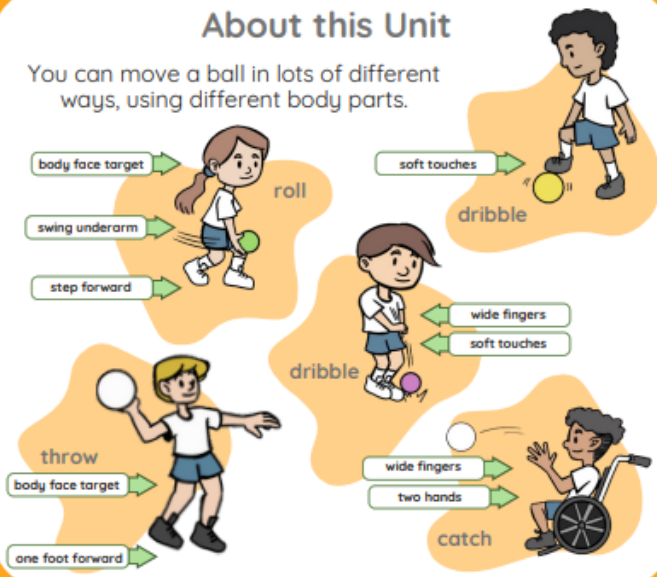 About this Unit
You can move a ball in lots of different
ways, using different body parts.
body face target
roll
swing underarm
step forward
soft touches
dribble
wide fingers
soft touches
dribble
throw
body face target
one foot forward
wide fingers
two hands
catch